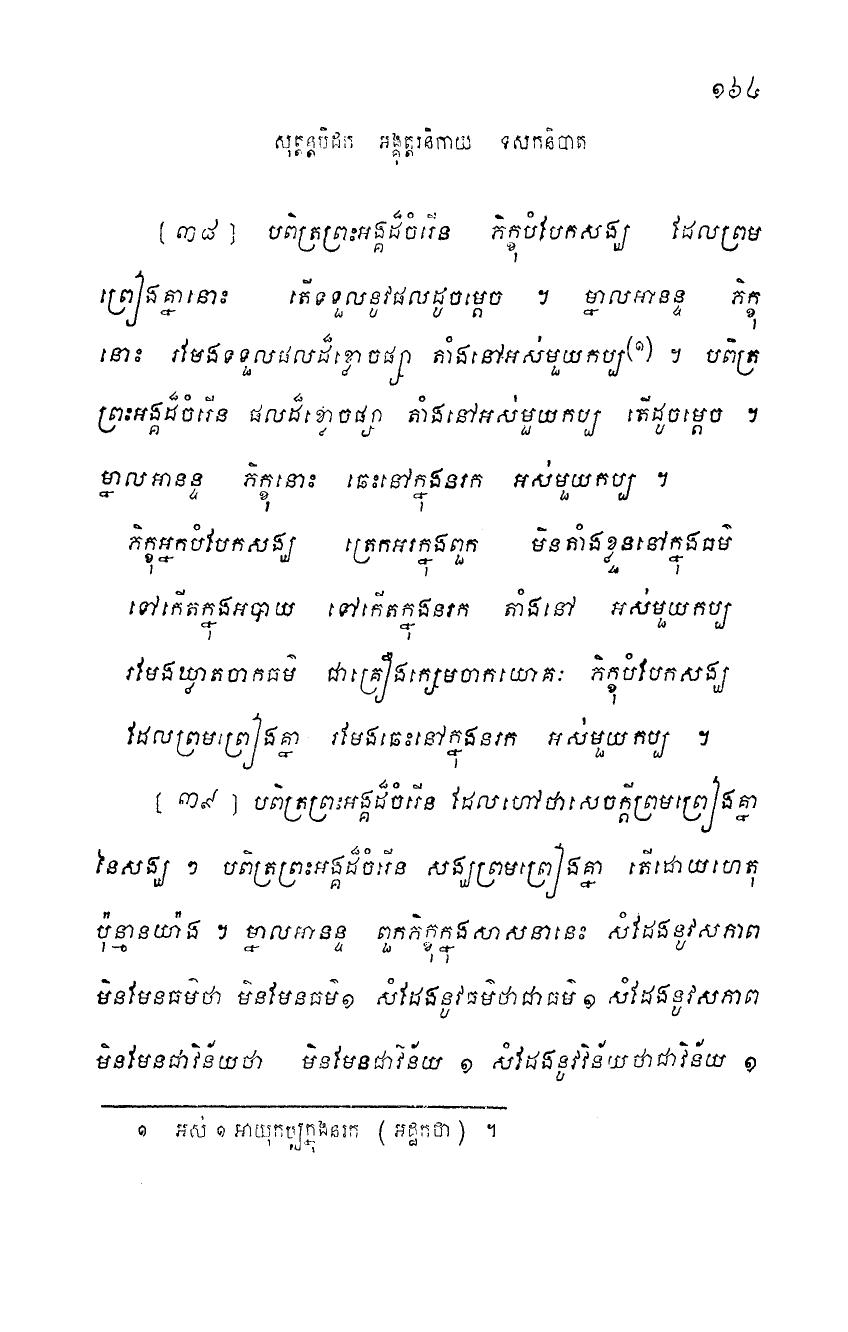 ១៦៤
សុត្តន្តបិដក អង្គុត្តរនិកាយ ទសកនិបាត
[ ៣៨ ] បពិត្រព្រះអង្គដ៏ចំរើន ភិក្ខុបំបែកសង្ឃ ដែលព្រម
ព្រៀងគ្នានោះ តើទទួលនូវផលដូចម្តេច ។ ម្នាលអានន្ទ ភិក្ខុ
នោះ រមែងទទួលផលដ៏ខ្មោចផ្សា តាំងនៅអស់មួយកប្ប(១) ។ បពិត្រ
ព្រះអង្គដ៏ចំរើន ផលដ៏ខ្មោចផ្សា តាំងនៅអស់មួយកប្ប តើដូចម្តេច ។
ម្នាលអានន្ទ ភិក្ខុនោះ ឆេះនៅក្នុងនរក អស់មួយកប្ប ។
ភិក្ខុអ្នកបំបែកសង្ឃ ត្រេកអរក្នុងពួក មិនតាំងខ្លួននៅក្នុងធម៌
ទៅកើតក្នុងអបាយ ទៅកើតក្នុងនរក តាំងនៅ អស់មួយកប្ប
រមែងឃ្លាតចាកធម៌ ជាគ្រឿងក្សេមចាកយោគៈ ភិក្ខុបំបែកសង្ឃ
ដែលព្រមព្រៀងគ្នា រមែងឆេះនៅក្នុងនរក អស់មួយកប្ប ។
[ ៣៩ ] បពិត្រព្រះអង្គដ៏ចំរើន ដែលហៅថាសេចក្តីព្រមព្រៀងគ្នា
នៃសង្ឃ ៗ បពិត្រព្រះអង្គដ៏ចំរើន សង្ឃព្រមព្រៀងគ្នា តើដោយហេតុ
ប៉ុន្មានយ៉ាង ។ ម្នាលអានន្ទ ពួកភិក្ខុក្នុងសាសនានេះ សំដែងនូវសភាព
មិនមែនធម៌ថា មិនមែនធម៌១ សំដែងនូវធម៌ថាជាធម៌ ១ សំដែងនូវសភាព
មិនមែនជាវិន័យថា មិនមែនជាវិន័យ ១ សំដែងនូវវិន័យថាជាវិន័យ ១
១ អស់ ១ អាយុកប្បក្នុងនរក ( អដ្ឋកថា ) ។